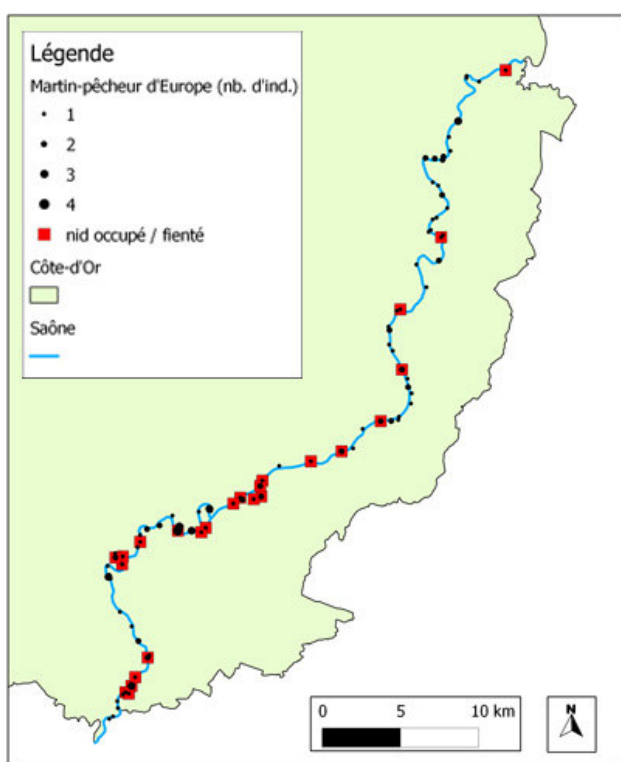 Légende
Martin-pêcheur d'Europe (nb. d'ind.)
1
2
3
4
nid occupé / fienté
Côte-d'Or
Saône
0 5 10 km
N